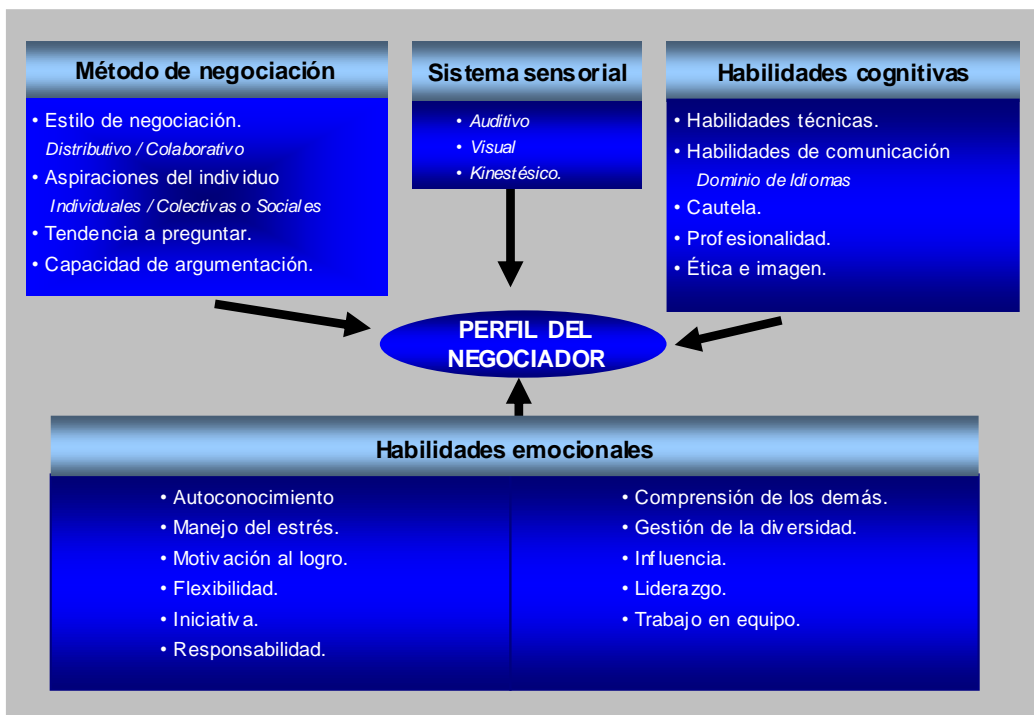 Método de negociación
• Estilo de negociación.
Distributivo / Colaborativo
• Aspiraciones del individuo
Individuales / Colectivas o Sociales
• Tendencia a preguntar.
• Capacidad de argumentación.
Sistema sensorial
• Auditivo
• Visual
• Kinestésico.
Habilidades cognitivas
• Habilidades técnicas.
• Habilidades de comunicación
Dominio de Idiomas
• Cautela.
• Profesionalidad.
• Ética e imagen.
PERFIL DEL
NEGOCIADOR
Habilidades emocionales
• Autoconocimiento
• Manejo del estrés.
• Motivación al logro.
• Flexibilidad.
• Iniciativa.
• Responsabilidad.
• Comprensión de los demás.
• Gestión de la diversidad.
• Influencia.
• Liderazgo.
• Trabajo en equipo.